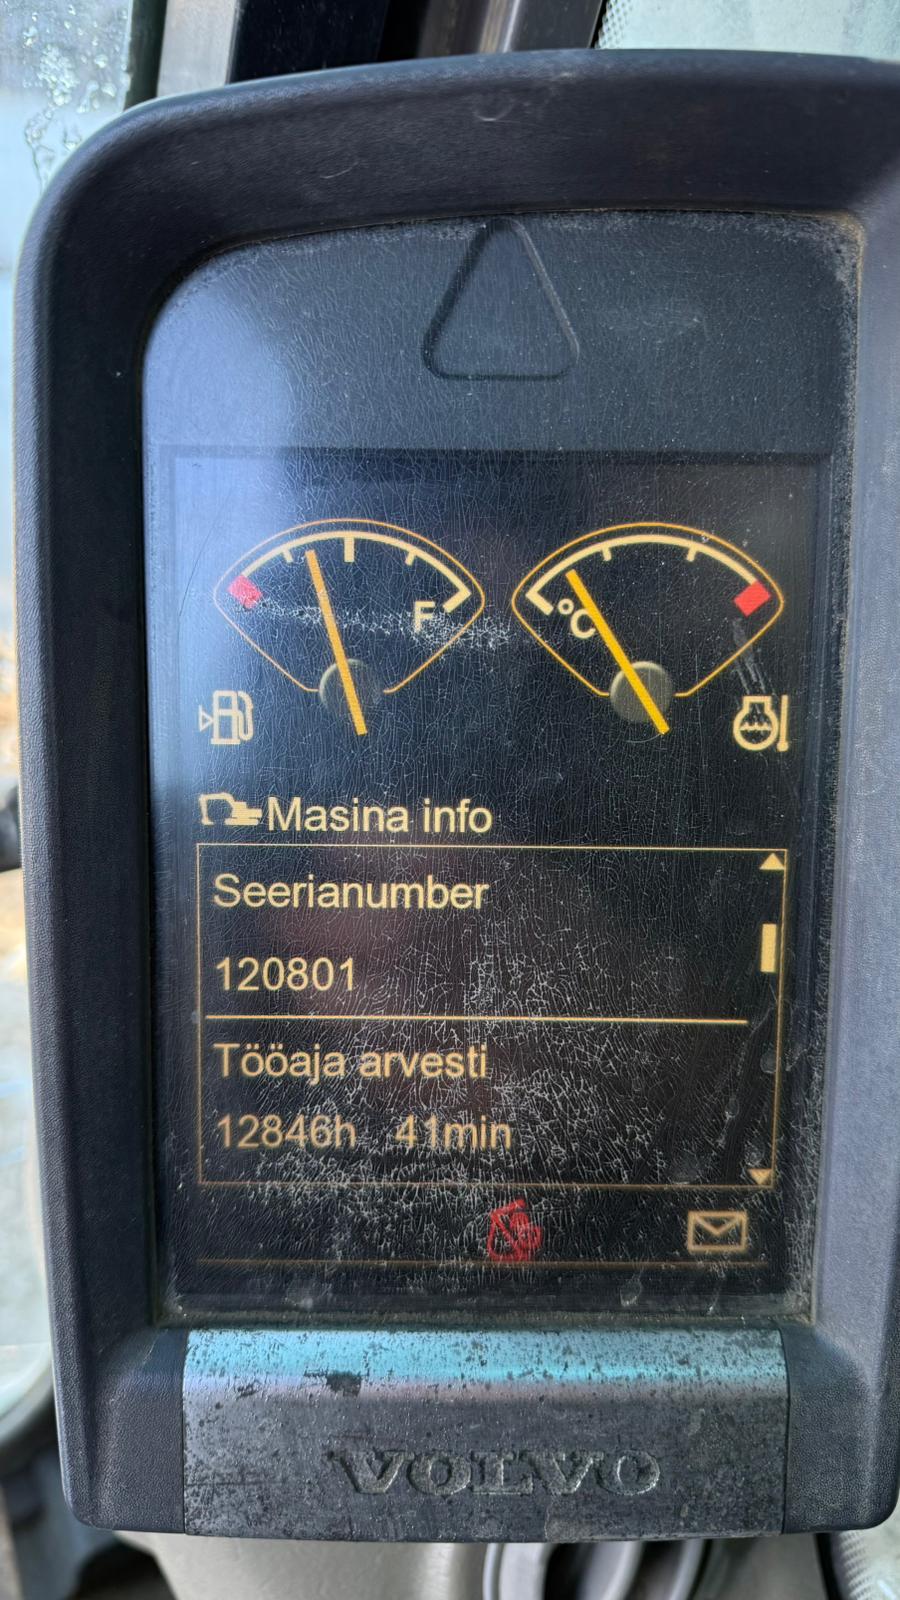 F
°C
Masina info
Seerianumber
120801
Tööaja arvesti
12846h 41min
VOLVO